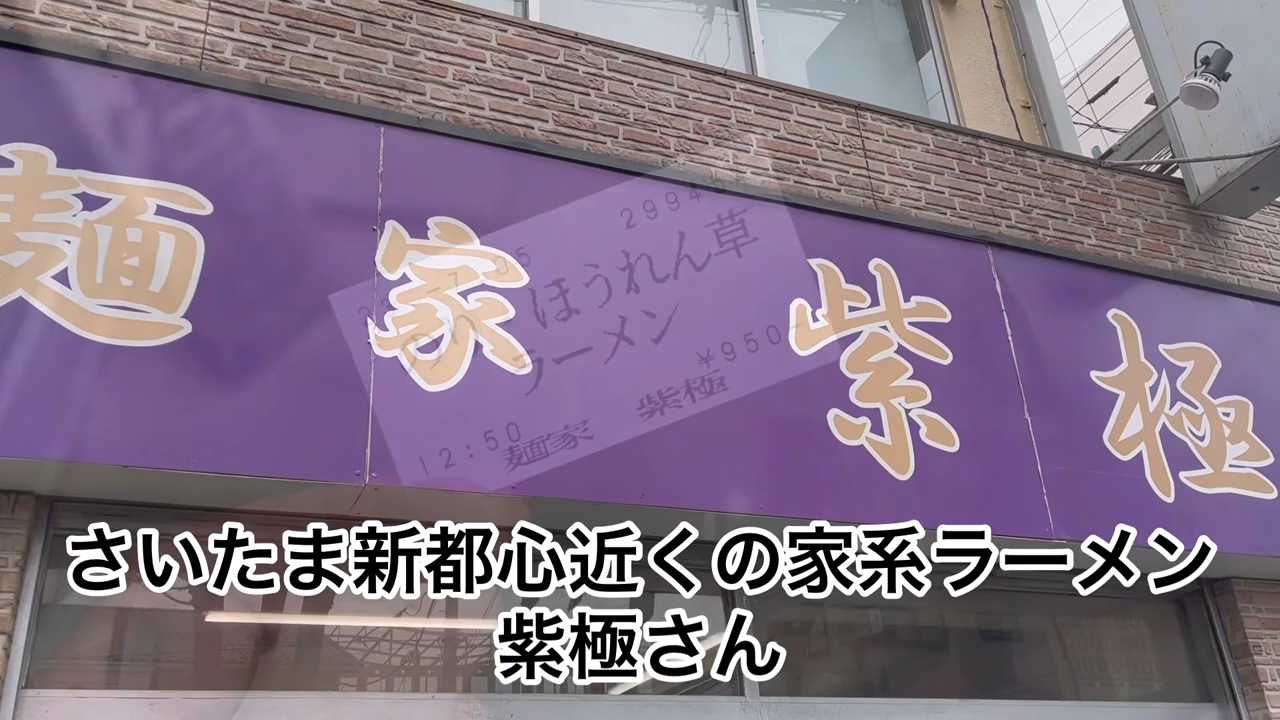 麺家紫極
ほうれん草
ラーメン
¥950-
12:50
麺家 紫極
さいたま新都心近くの家系ラーメン
紫極さん